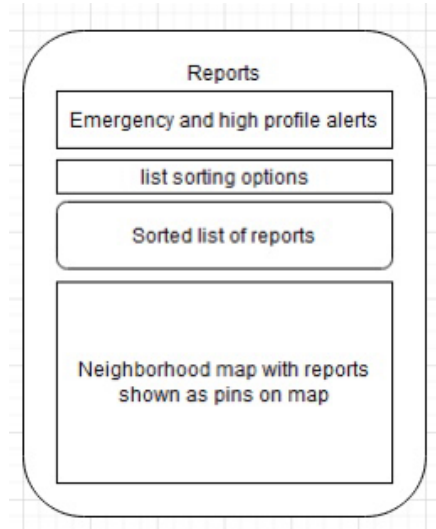 Reports
Emergency and high profile alerts
list sorting options
Sorted list of reports
Neighborhood map with reports
shown as pins on map